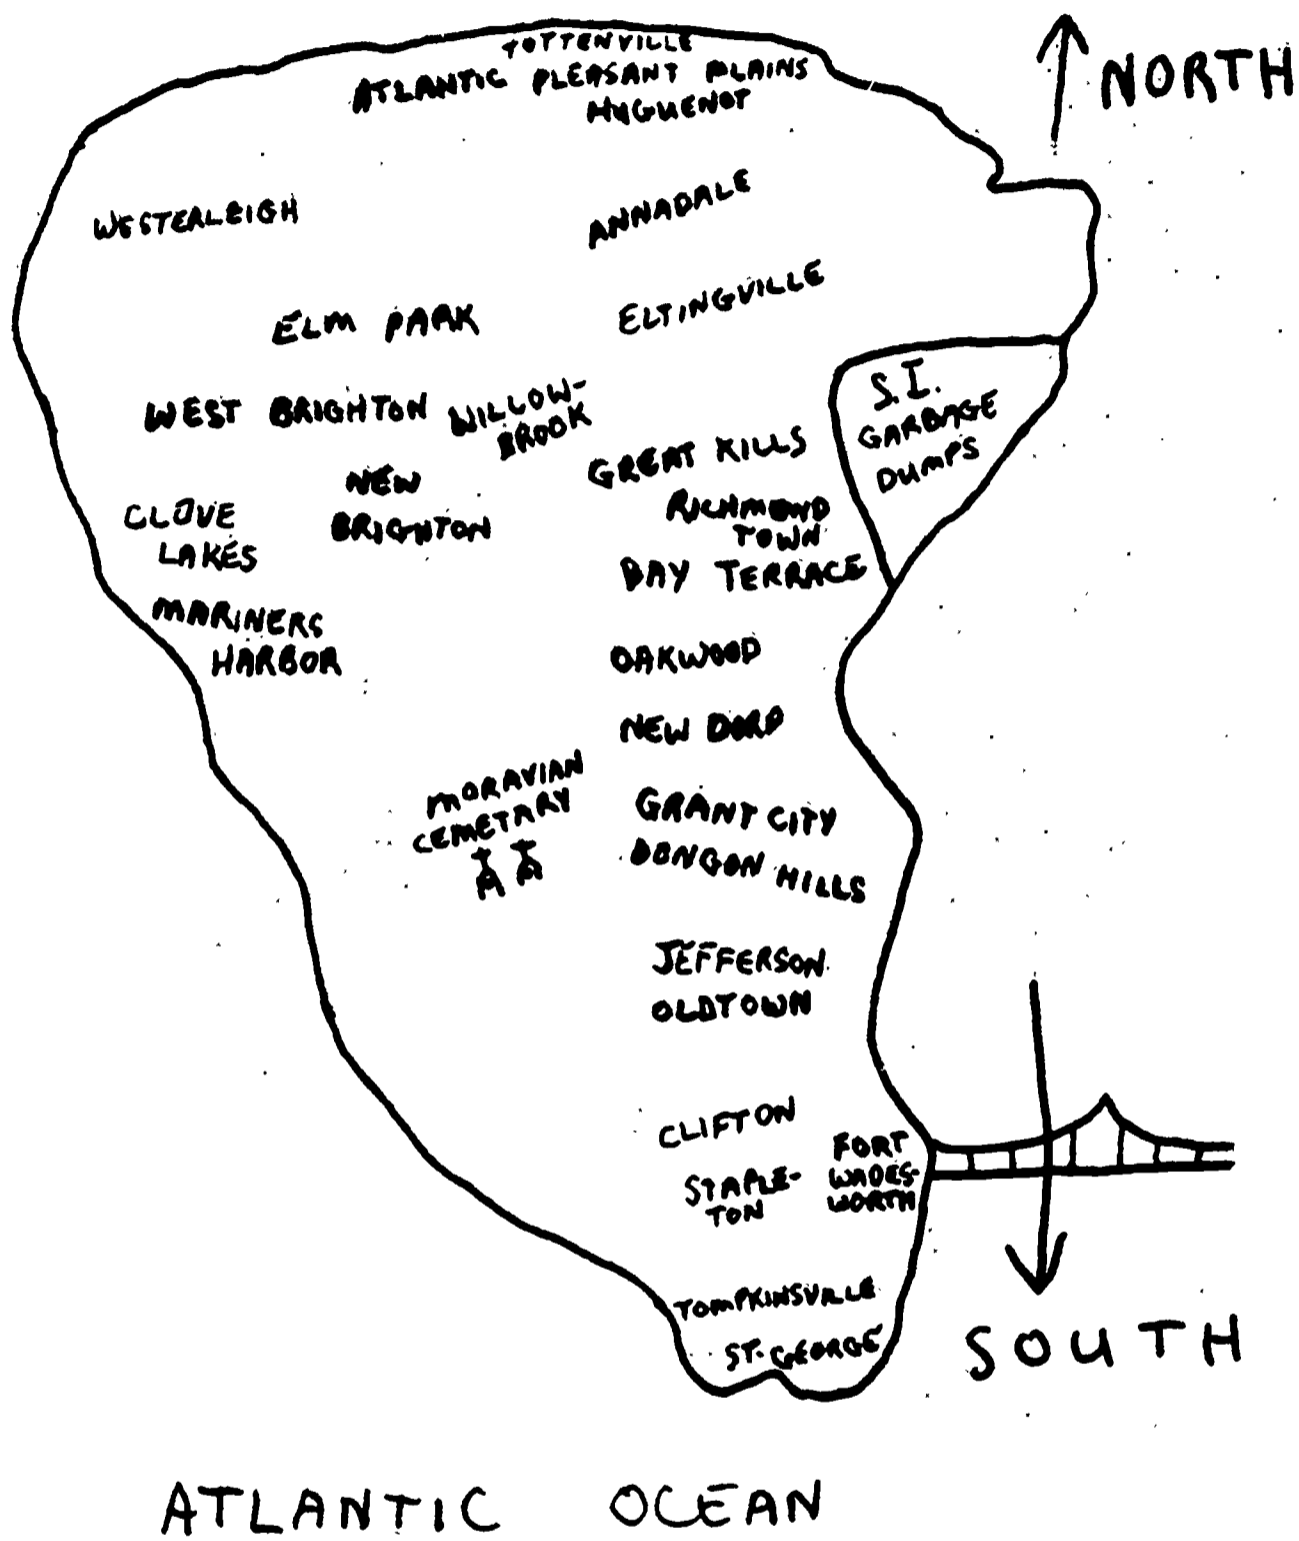 TOTTENVILLE
ATLANTIC PLEASANT PLAINS
HUGUENOT
NORTH
WESTERLEIGH
ANNADALE
ELM PARK
ELTINGVILLE
S.I.
GARBAGE
DUMPS
WEST BRIGHTON
WILLOW-
BROOK
GREAT KILLS
NEW
BRIGHTON
RICHMOND
TOWN
CLOVE
LAKES
BAY TERRACE
MARINERS
HARBOR
OAKWOOD
NEW DORP
MORAVIAN
CEMETARY
GRANT CITY
DONGON HILLS
JEFFERSON
OLDTOWN
CLIFTON
FORT
WADES-
WORTH
STAPLE-
TON
TOMPKINSVILLE
ST. GEORGE
SOUTH
ATLANTIC OCEAN